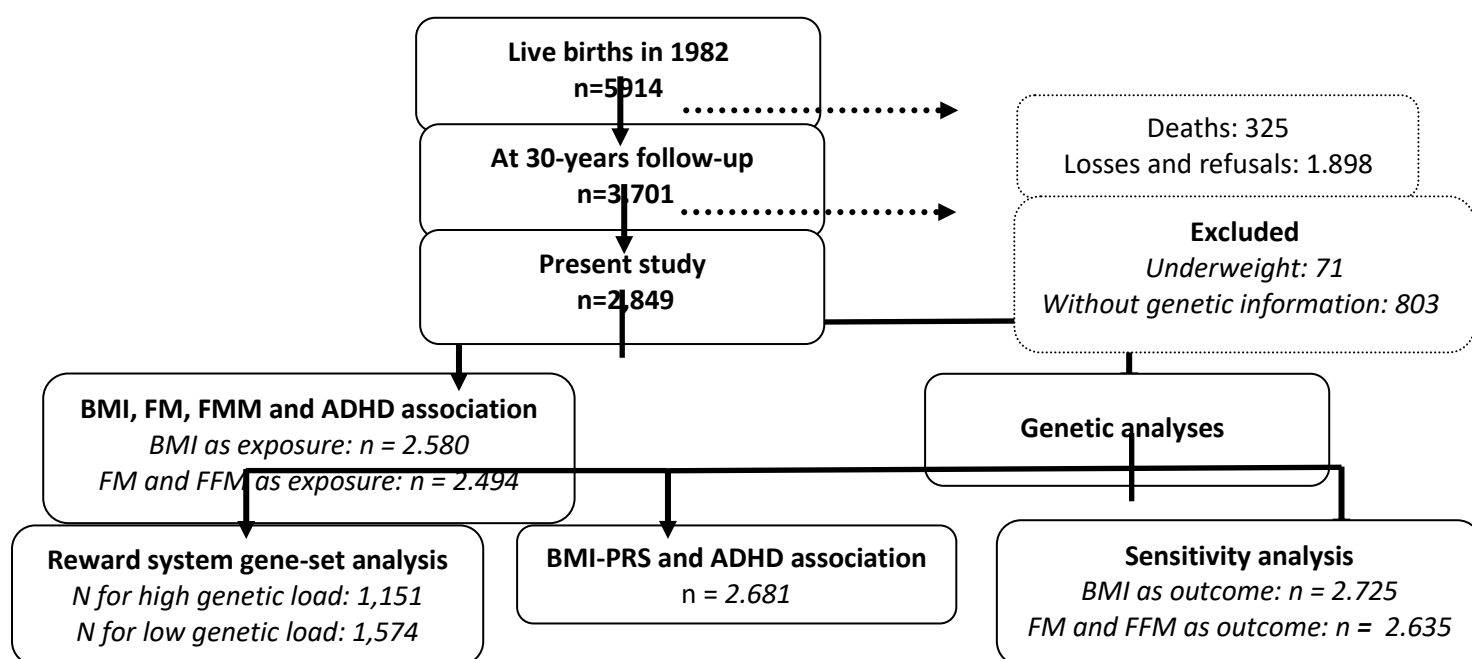 Live births in 1982
n=5914
Deaths: 325
Losses and refusals: 1.898
At 30-years follow-up
n=3.701
Excluded
Underweight: 71
Without genetic information: 803
Present study
n=2,849
BMI, FM, FMM and ADHD association
BMI as exposure: n = 2.580
FM and FFM as exposure: n = 2.494
Genetic analyses
Reward system gene-set analysis
N for high genetic load: 1,151
N for low genetic load: 1,574
BMI-PRS and ADHD association
n = 2.681
Sensitivity analysis
BMI as outcome: n = 2.725
FM and FFM as outcome: n = 2.635